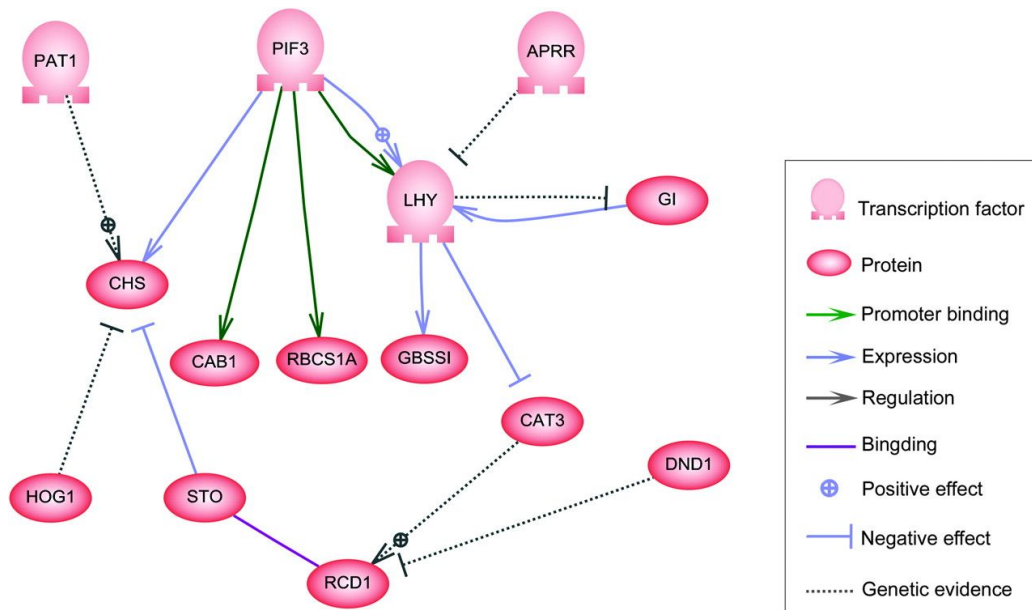 PAT1
PIF3
APRR
LHY
GI
CHS
CAB1
RBCS1A
GBSSI
CAT3
DND1
HOG1
STO
RCD1
Transcription factor
Protein
Promoter binding
Expression
Regulation
Bingding
Positive effect
Negative effect
Genetic evidence